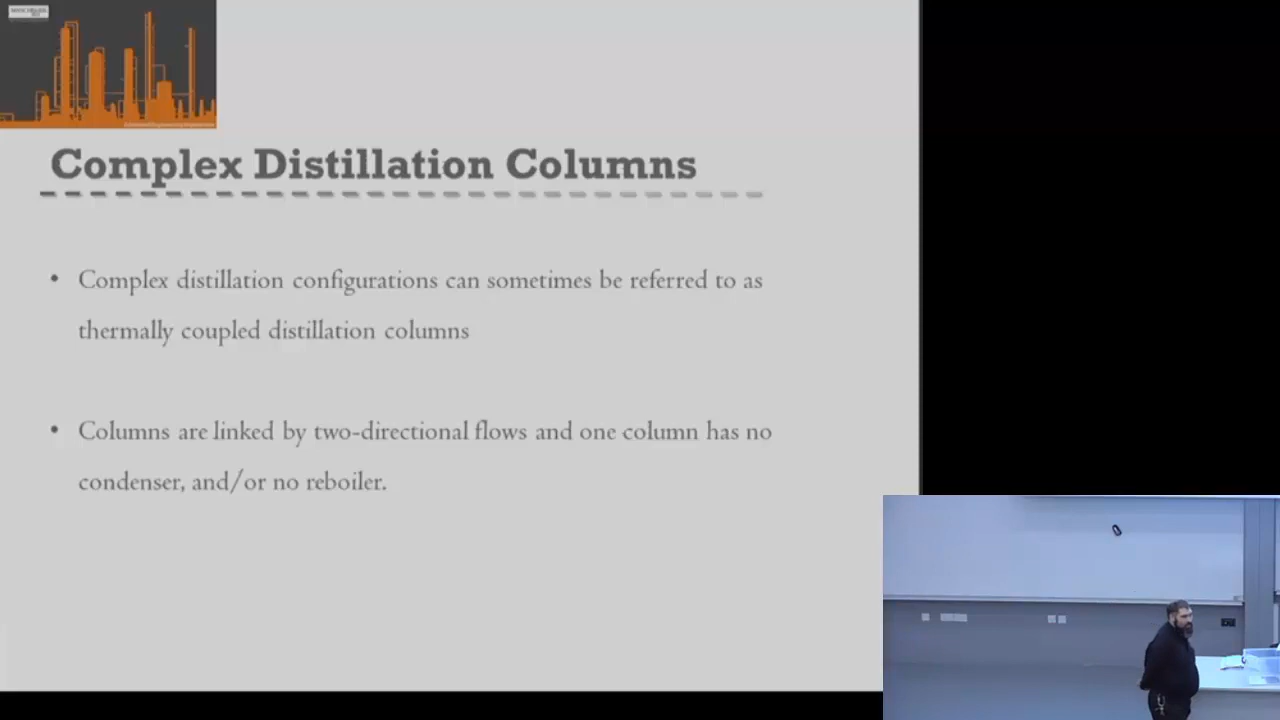 Complex Distillation Columns
• Complex distillation configurations can sometimes be referred to as
thermally coupled distillation columns
• Columns are linked by two-directional flows and one column has no
condenser, and/or no reboiler.